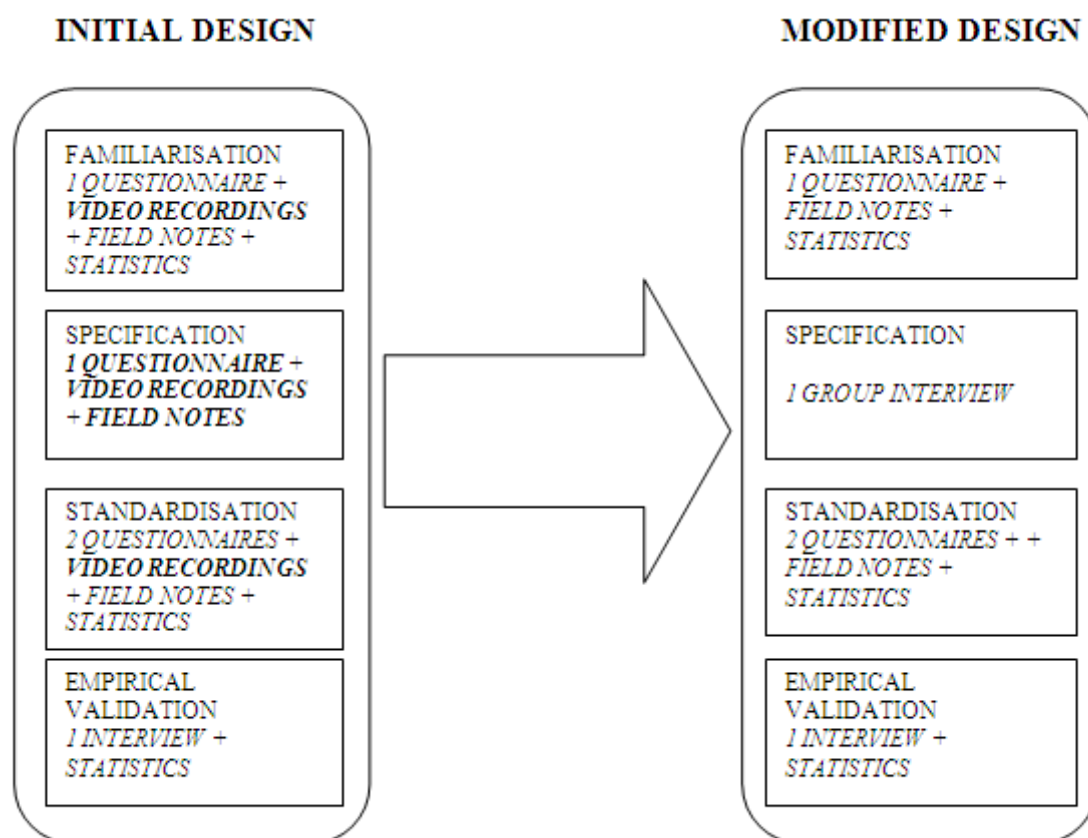 INITIAL DESIGN
FAMILIARISATION
1 QUESTIONNAIRE +
VIDEO RECORDINGS
+ FIELD NOTES +
STATISTICS
SPECIFICATION
1 QUESTIONNAIRE +
VIDEO RECORDINGS
+ FIELD NOTES
STANDARDISATION
2 QUESTIONNAIRES +
VIDEO RECORDINGS
+ FIELD NOTES +
STATISTICS
EMPIRICAL
VALIDATION
1 INTERVIEW +
STATISTICS
MODIFIED DESIGN
FAMILIARISATION
1 QUESTIONNAIRE +
FIELD NOTES +
STATISTICS
SPECIFICATION
1 GROUP INTERVIEW
STANDARDISATION
2 QUESTIONNAIRES + +
FIELD NOTES +
STATISTICS
EMPIRICAL
VALIDATION
1 INTERVIEW +
STATISTICS